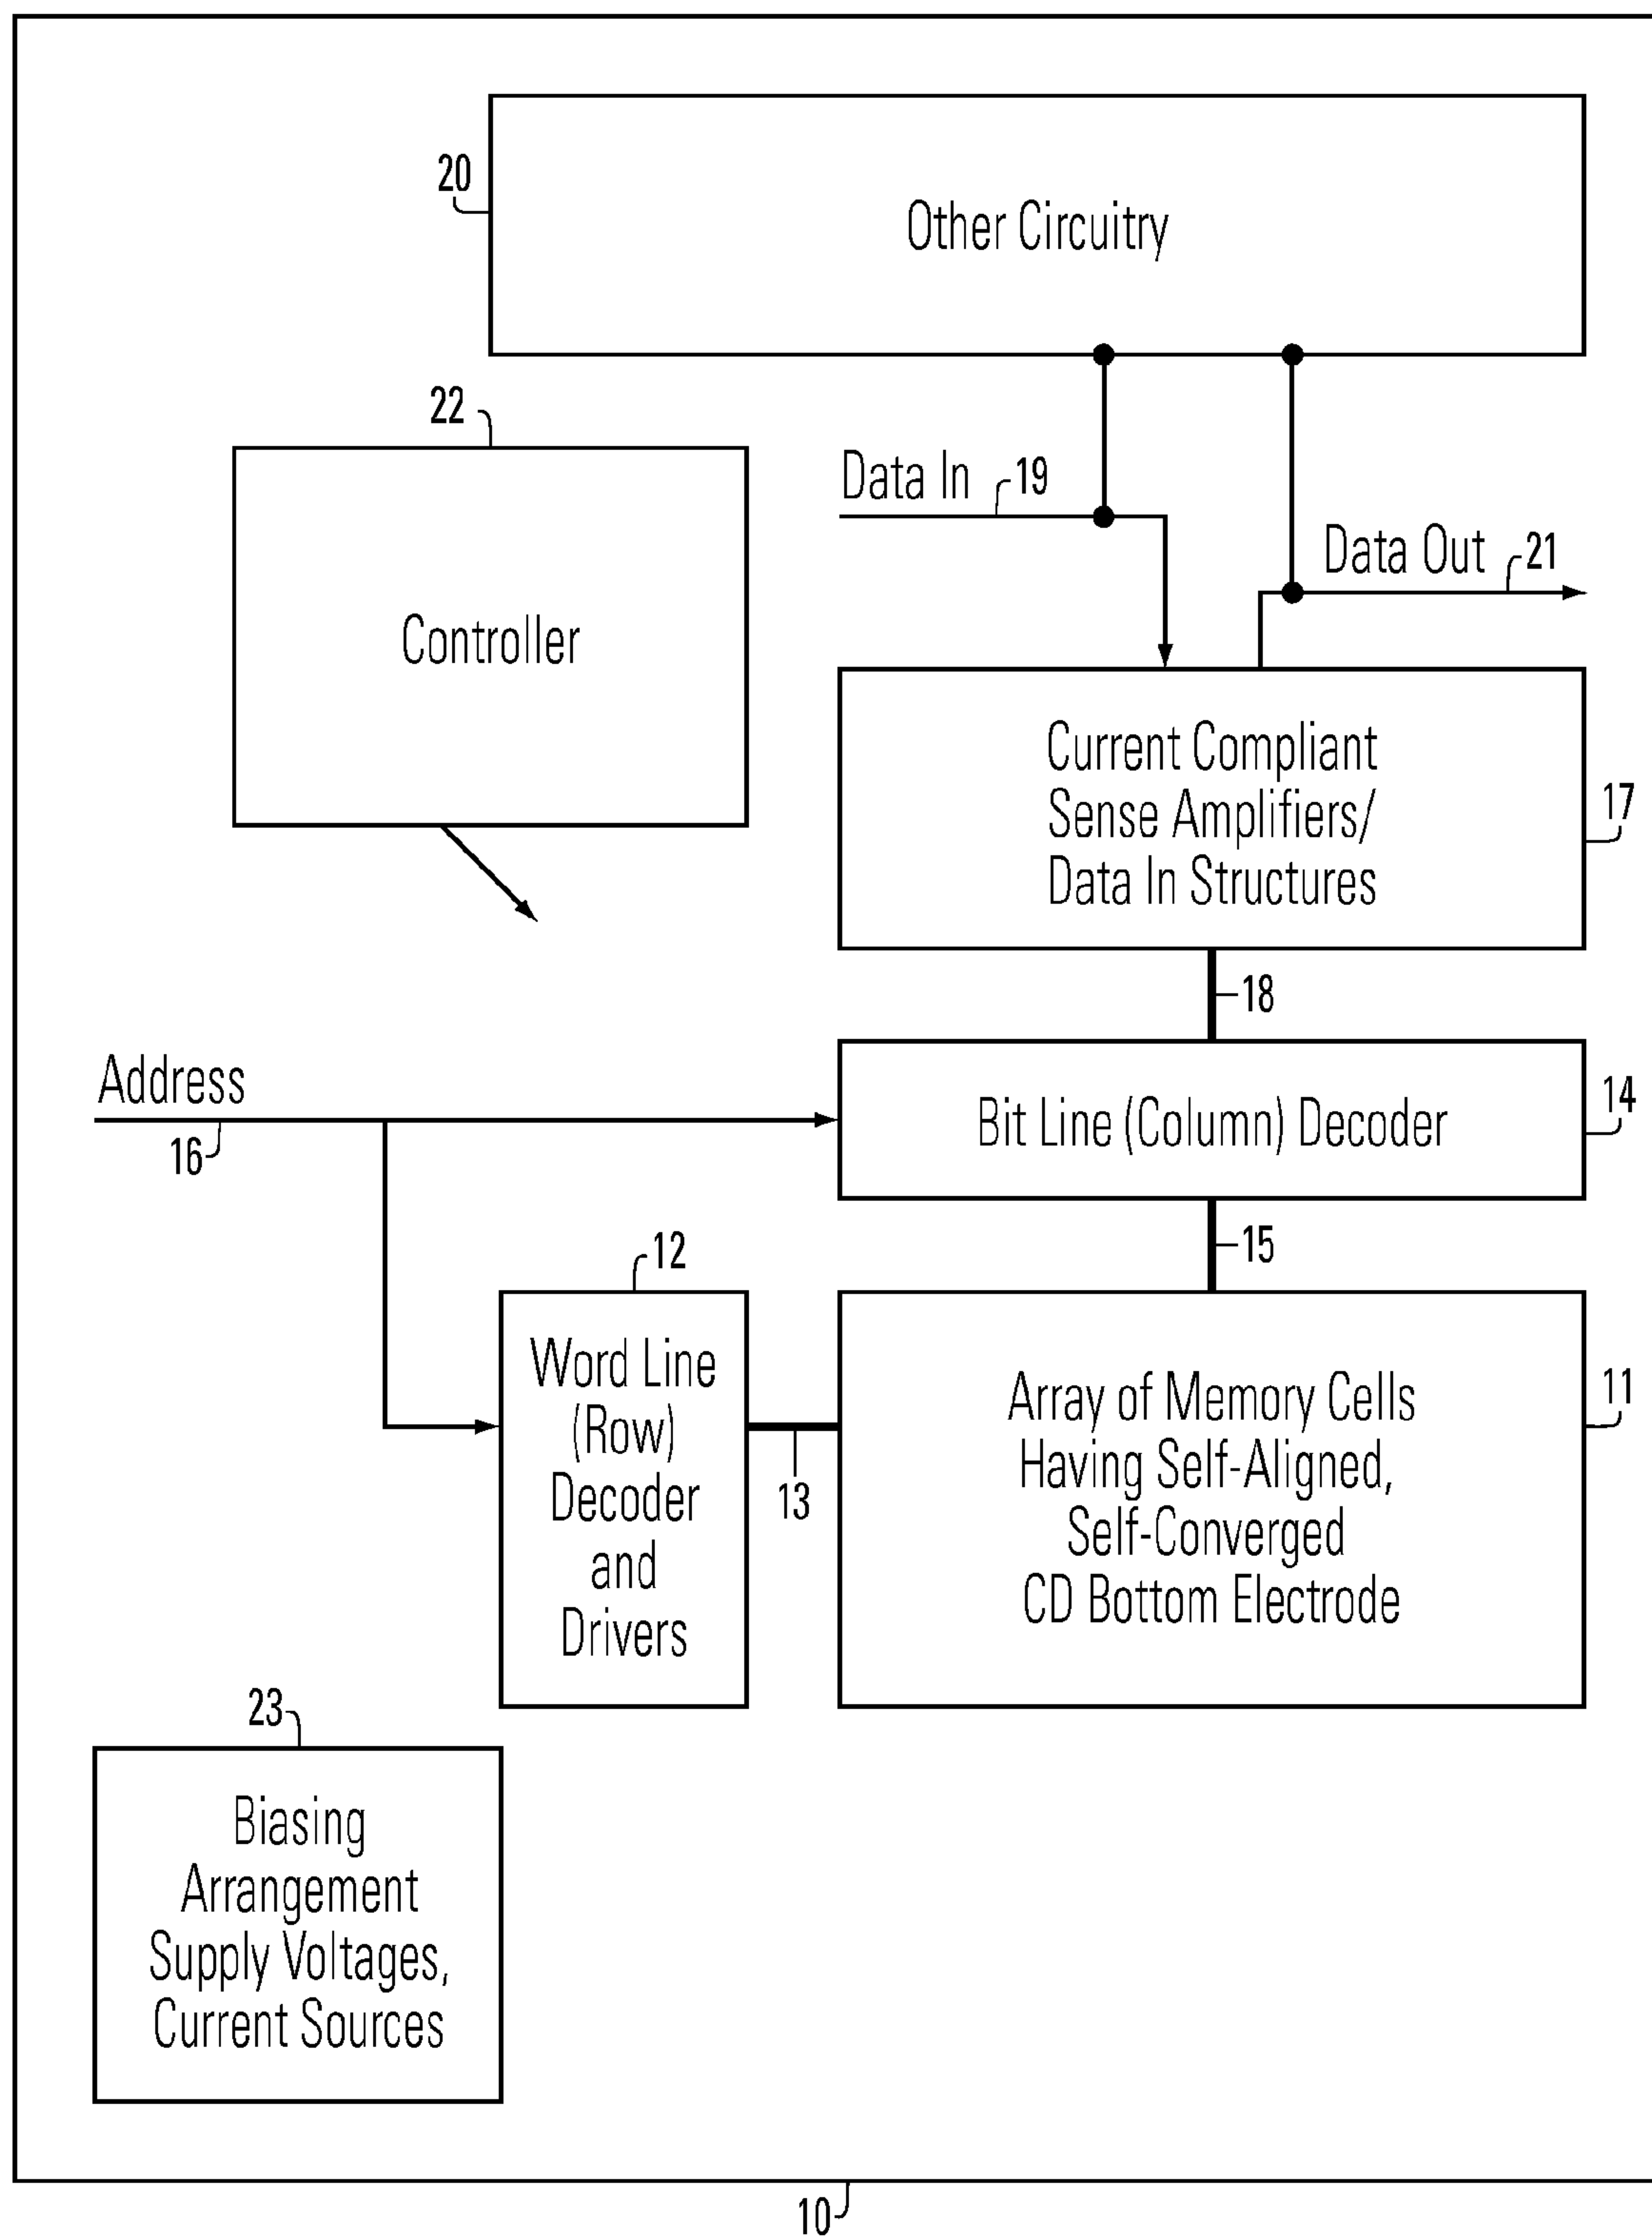 20
Other Circuitry
22
Data In
19
Data Out
21
Controller
Current Compliant
Sense Amplifiers/
Data In Structures
17
18
Address
16
Bit Line (Column) Decoder
14
15
12
Word Line
(Row)
Decoder
and
Drivers
13
Array of Memory Cells
Having Self-Aligned,
Self-Converged
CD Bottom Electrode
11
23
Biasing
Arrangement
Supply Voltages,
Current Sources
10